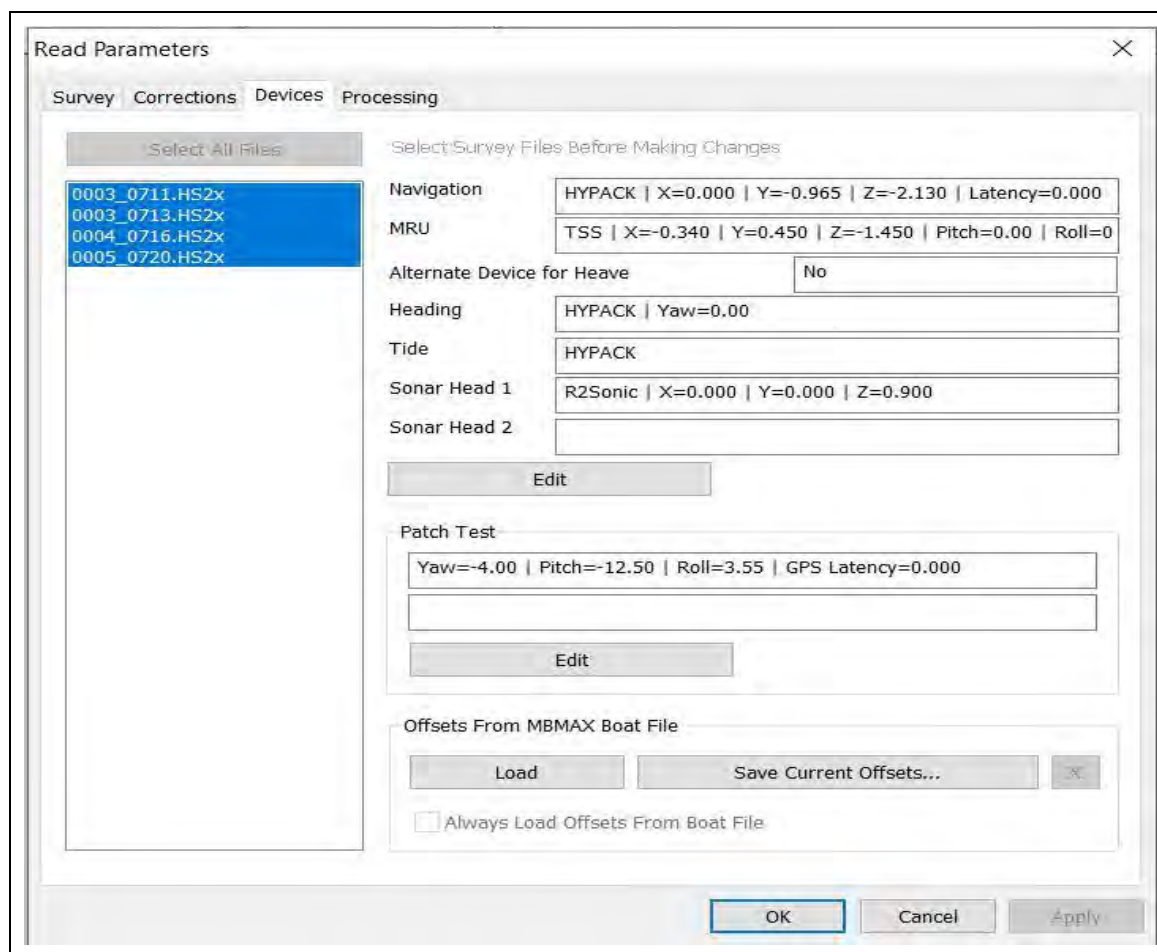 Read Parameters
Survey Corrections Devices Processing
Select All Files
Select Survey Files Before Making Changes
0003_0711.HS2x
0003_0713.HS2x
0004_0716.HS2x
0005_0720.HS2x
Navigation HYPACK | X=0.000 | Y=-0.965 | Z=-2.130 | Latency=0.000
MRU TSS | X=-0.340 | Y=0.450 | Z=-1.450 | Pitch=0.00 | Roll=0
Alternate Device for Heave No
Heading HYPACK | Yaw=0.00
Tide HYPACK
Sonar Head 1 R2Sonic | X=0.000 | Y=0.000 | Z=0.900
Sonar Head 2
Edit
Patch Test
Yaw=-4.00 | Pitch=-12.50 | Roll=3.55 | GPS Latency=0.000
Edit
Offsets From MBMAX Boat File
Load Save Current Offsets... X
Always Load Offsets From Boat File
OK Cancel Apply